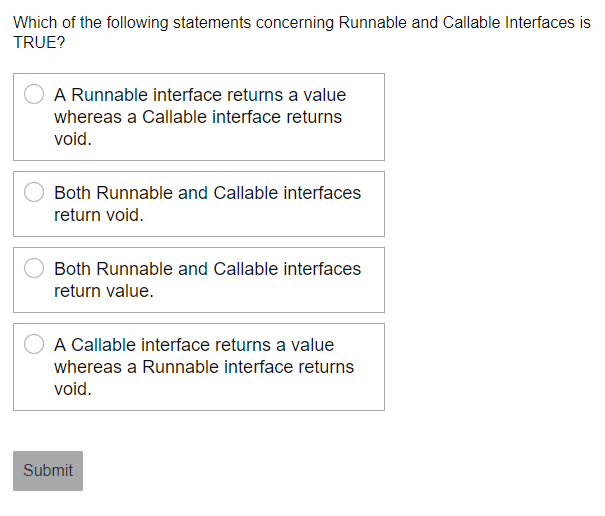 Which of the following statements concerning Runnable and Callable Interfaces is
TRUE?
A Runnable interface returns a value
whereas a Callable interface returns
void.
Both Runnable and Callable interfaces
return void.
Both Runnable and Callable interfaces
return value.
A Callable interface returns a value
whereas a Runnable interface returns
void.
Submit